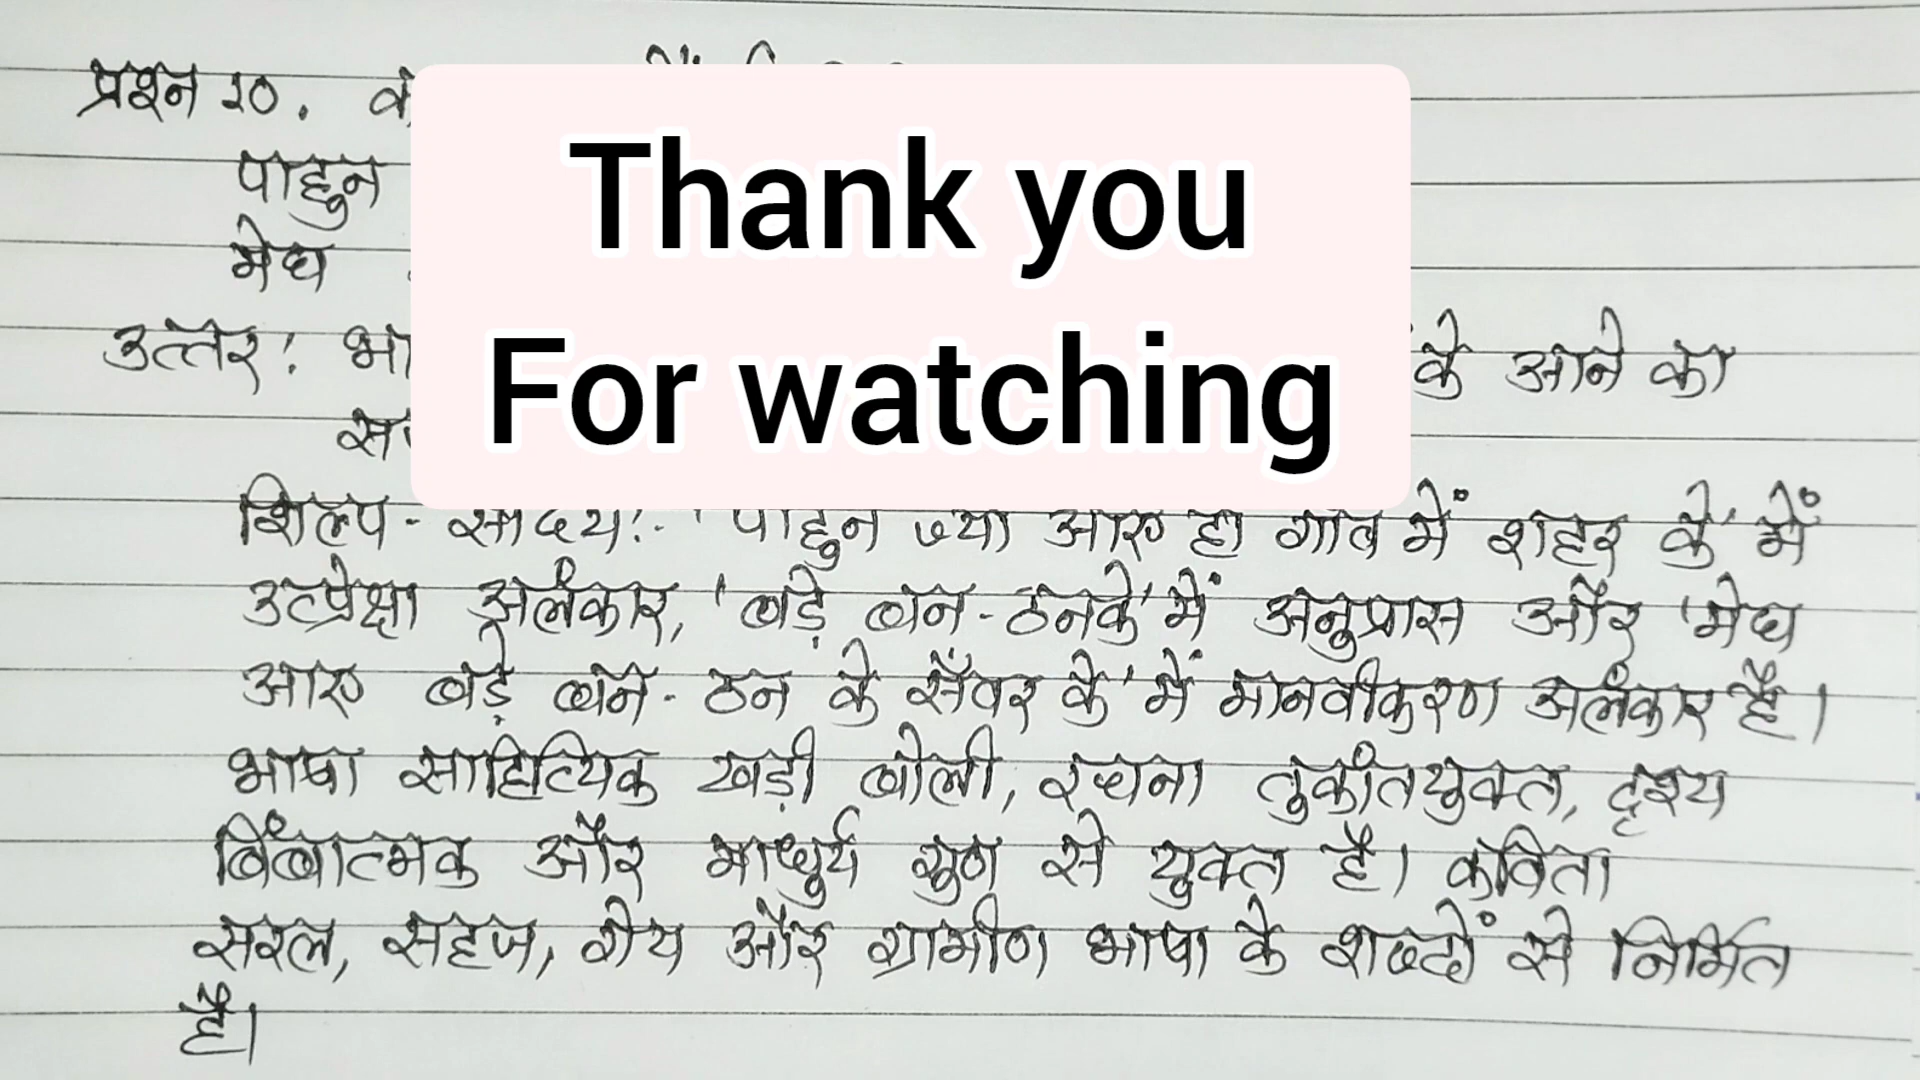 प्रश्न 10.
Thank you
पाहुन
मेघ
For watching
उत्तर: के आने का
शिल्प-सौंदर्य:- 'पाहुन ज्यों आए हों गाँव में शहर के' में
उत्प्रेक्षा अलंकार, 'बड़े बन-ठनके' में अनुप्रास और 'मेघ
आए बड़े बन-ठन के सँवर के' में मानवीकरण अलंकार है।
भाषा साहित्यिक खड़ी बोली, रचना तुकांतयुक्त, दृश्य
बिंबात्मक और माधुर्य गुण से युक्त है। कविता
सरल, सहज, गेय और ग्रामीण भाषा के शब्दों से निर्मित
है।